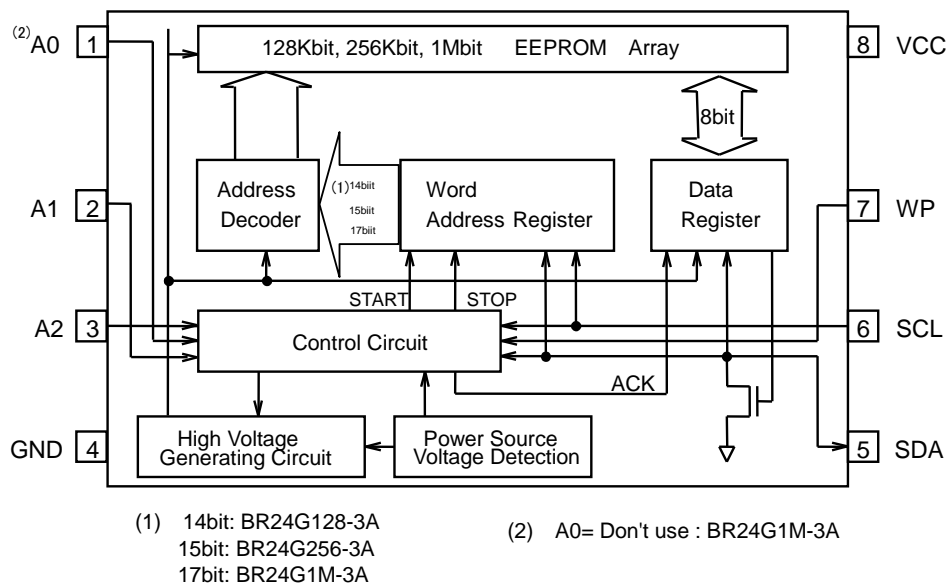 (2) A0 1
128Kbit, 256Kbit, 1Mbit EEPROM Array
8 VCC
8bit
A1 2
Address
Decoder
(1) 14biit
15biit
17biit
Word
Address Register
Data
Register
7 WP
START STOP
A2 3
Control Circuit
6 SCL
ACK
GND 4
High Voltage
Generating Circuit
Power Source
Voltage Detection
5 SDA
(1) 14bit: BR24G128-3A
15bit: BR24G256-3A
17bit: BR24G1M-3A
(2) A0= Don't use : BR24G1M-3A